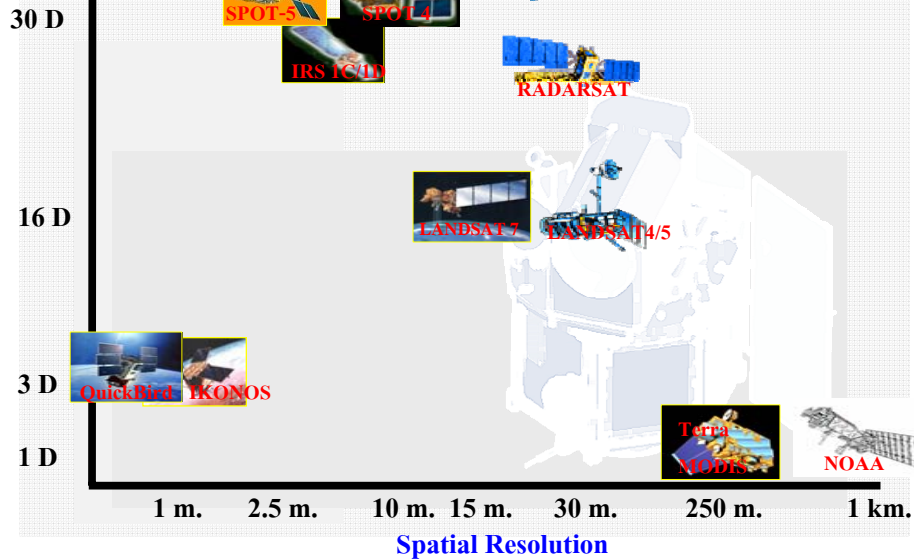 30 D
SPOT-5
SPOT 4
IRS 1C/1D
RADARSAT
16 D
LANDSAT 7
LANDSAT4/5
3 D
QuickBird
IKONOS
Terra
MODIS
NOAA
1 D
1 m. 2.5 m. 10 m. 15 m. 30 m. 250 m. 1 km.
Spatial Resolution